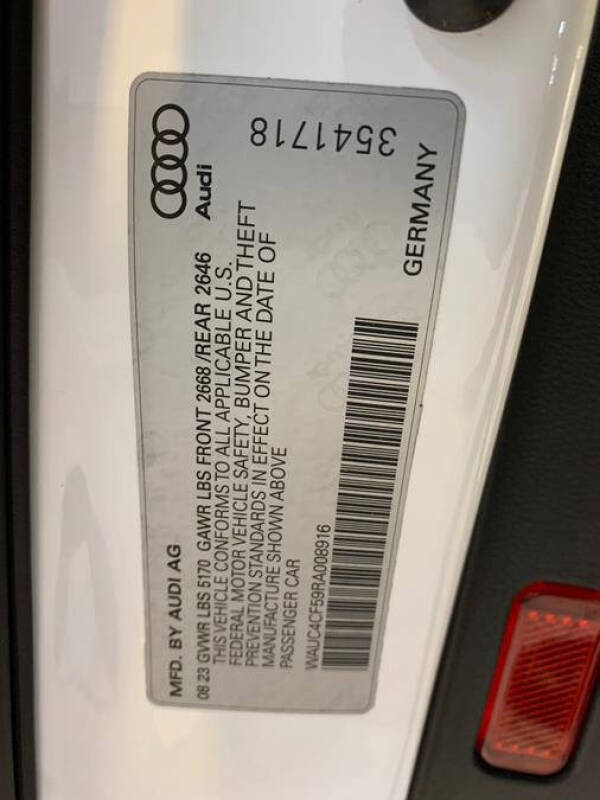 MFD. BY AUDI AG
08 23 GVWR LBS 5170 GAWR LBS FRONT 2668/REAR 2646
THIS VEHICLE CONFORMS TO ALL APPLICABLE U.S.
FEDERAL MOTOR VEHICLE SAFETY, BUMPER AND THEFT
PREVENTION STANDARDS IN EFFECT ON THE DATE OF
MANUFACTURE SHOWN ABOVE
PASSENGER CAR
WAUC4CF59RA008916
Audi
3541718
GERMANY